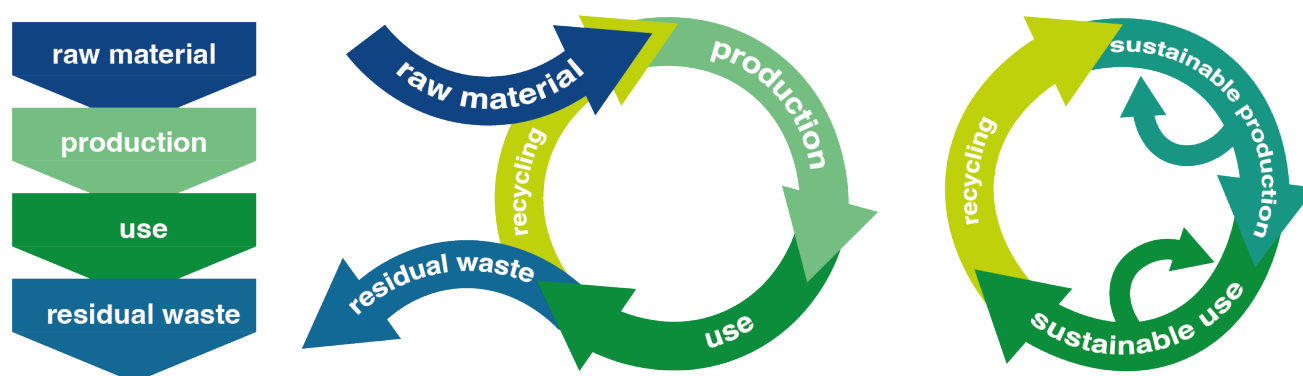 raw material
production
use
residual waste
raw material
production
use
residual waste
recycling
sustainable production
sustainable use
recycling